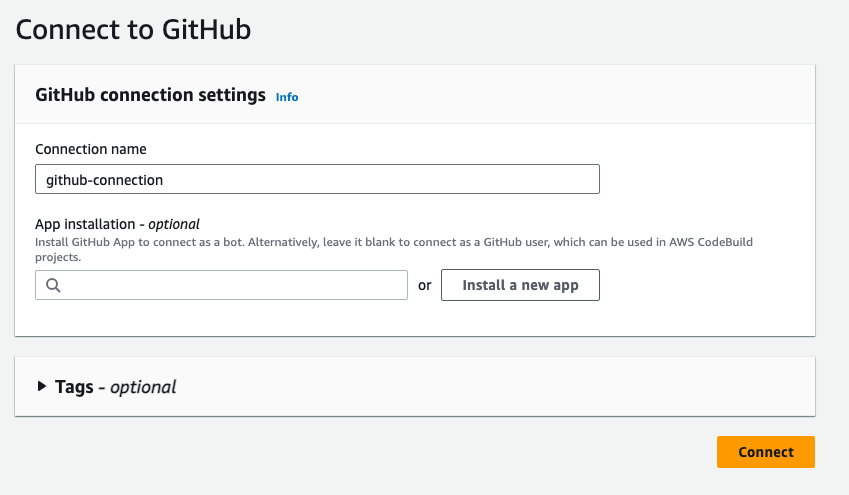 Connect to GitHub
GitHub connection settings Info
Connection name
github-connection
App installation - optional
Install GitHub App to connect as a bot. Alternatively, leave it blank to connect as a GitHub user, which can be used in AWS CodeBuild
projects.
or Install a new app
Tags - optional
Connect